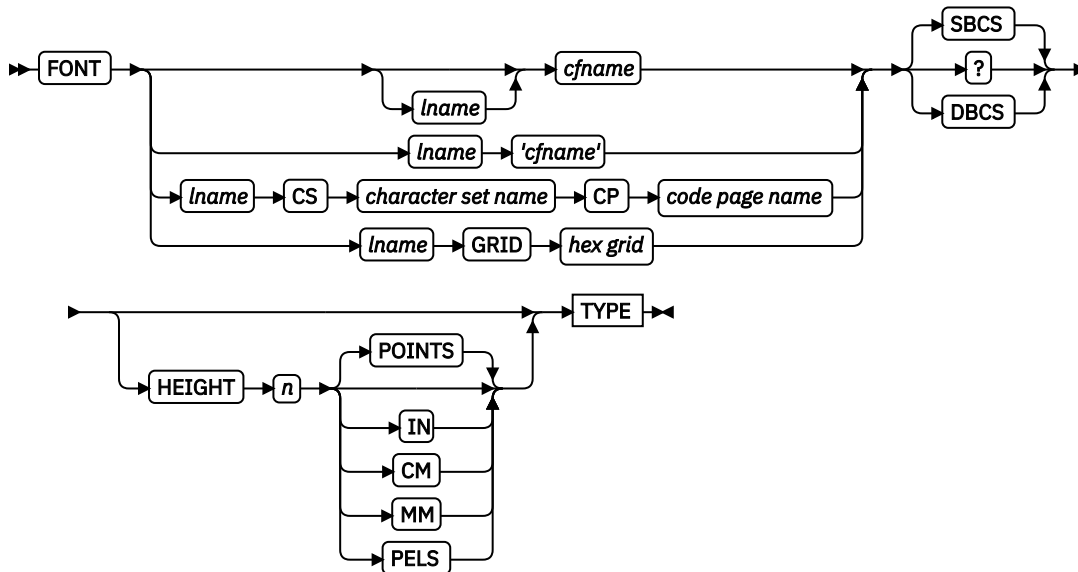 SBCS
FONT cfname ?
lname DBCS
lname 'cfname'
lname CS character set name CP code page name
lname GRID hex grid
TYPE
POINTS
HEIGHT n
IN
CM
MM
PELS